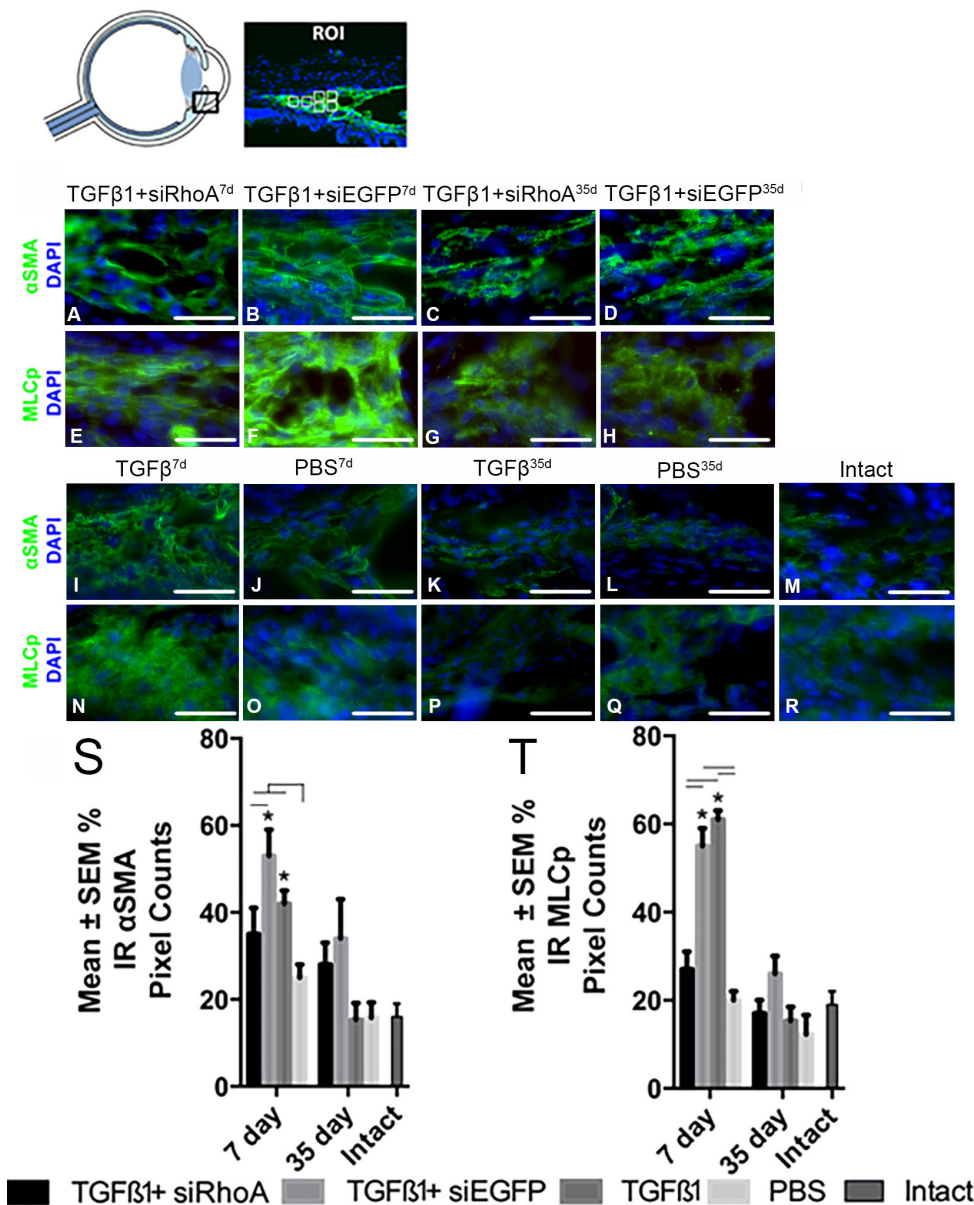 ROI
TGFβ1+siRhoA7d TGFβ1+siEGFP7d TGFβ1+siRhoA35d TGFβ1+siEGFP35d
αSMA
DAPI
A B C D
MLCp
DAPI
E F G H
TGFβ7d PBS7d TGFβ35d PBS35d Intact
αSMA
DAPI
I J K L M
MLCp
DAPI
N O P Q R
S
Mean ± SEM %
IR αSMA
Pixel Counts
80
60
40
20
0
* *
7 day 35 day Intact
T
Mean ± SEM %
IR MLCp
Pixel Counts
80
60
40
20
0
* *
7 day 35 day Intact
TGFß1+ siRhoA TGFß1+ siEGFP TGFß1 PBS Intact